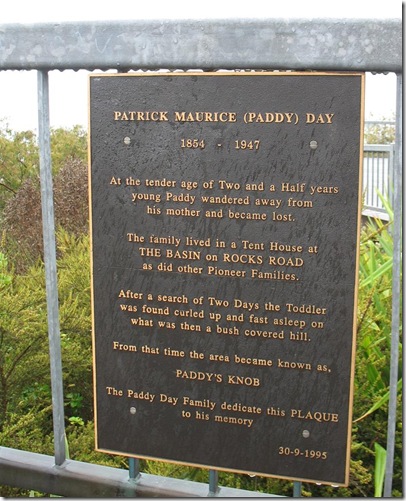 PATRICK MAURICE (PADDY) DAY
1854 - 1947
At the tender age of Two and a Half years
young Paddy wandered away from
his mother and became lost.
The family lived in a Tent House at
THE BASIN on ROCKS ROAD
as did other Pioneer Families.
After a search of Two Days the Toddler
was found curled up and fast asleep on
what was then a bush covered hill.
From that time the area became known as,
PADDY'S KNOB
The Paddy Day Family dedicate this PLAQUE
to his memory
30-9-1995